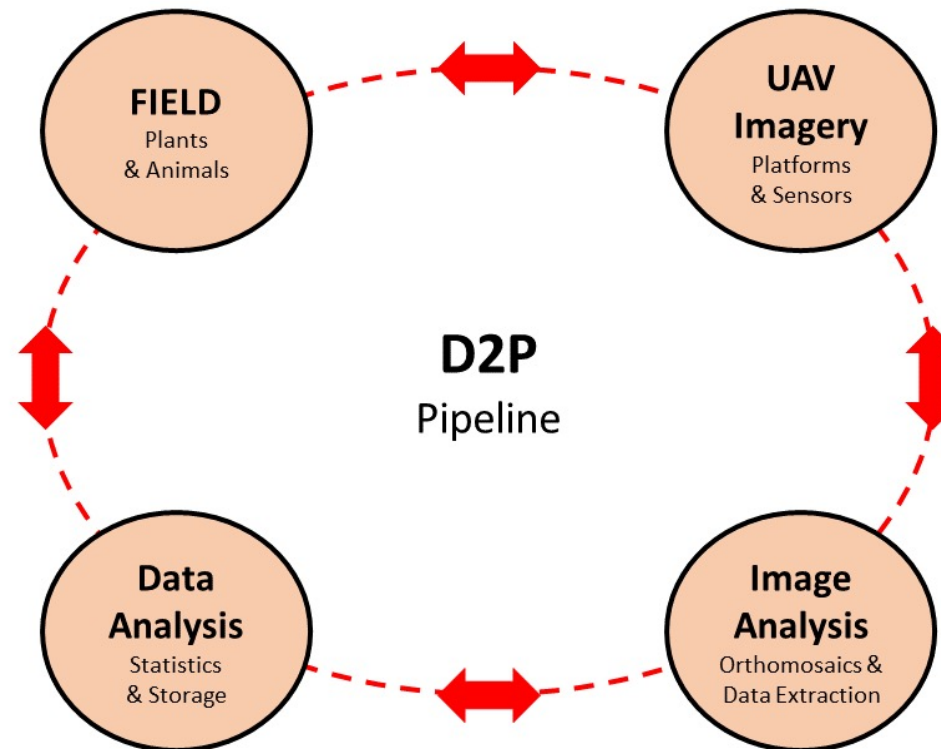 FIELD
Plants
& Animals
UAV
Imagery
Platforms
& Sensors
D2P
Pipeline
Data
Analysis
Statistics
& Storage
Image
Analysis
Orthomosaics &
Data Extraction